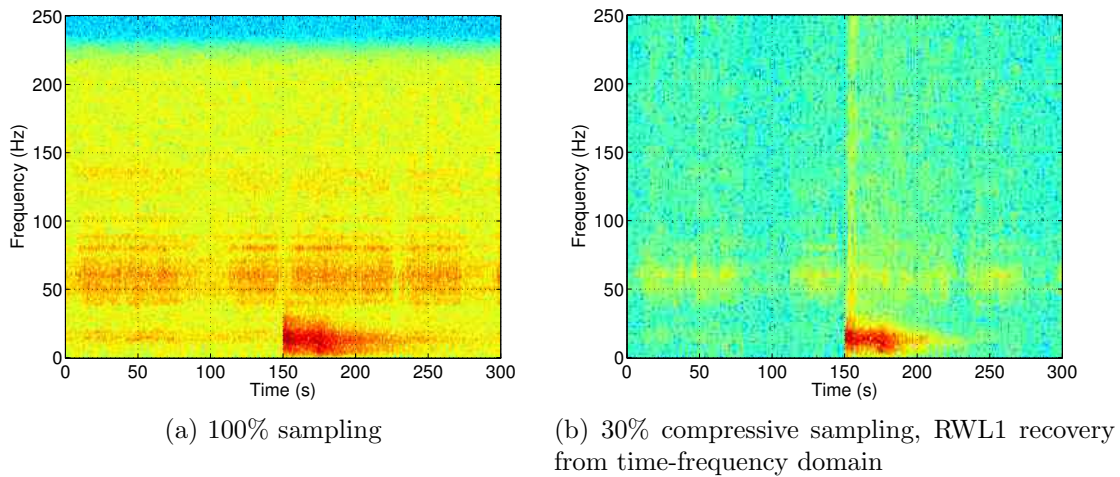 250
200
150
100
50
0
Frequency (Hz)
0 50 100 150 200 250 300
Time (s)
(a) 100% sampling
250
200
150
100
50
0
Frequency (Hz)
0 50 100 150 200 250 300
Time (s)
(b) 30% compressive sampling, RWL1 recovery
from time-frequency domain